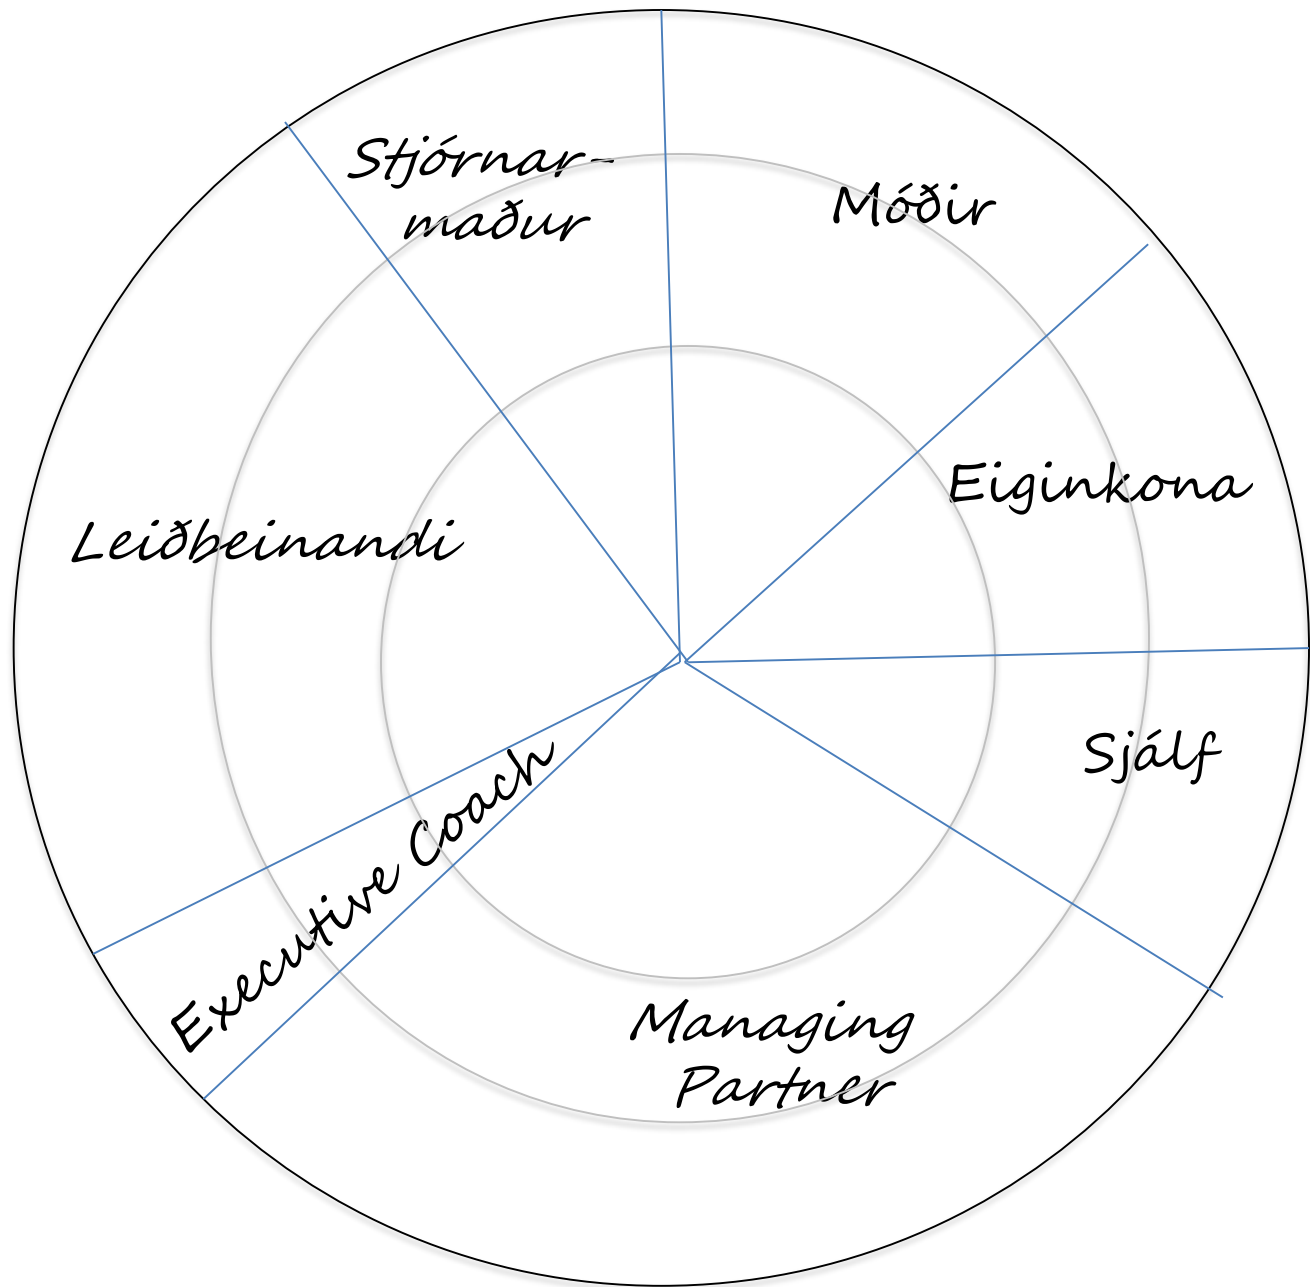 Stjórnar-
maður
Móðir
Eiginkona
Leiðbeinandi
Sjálf
Executive Coach
Managing
Partner